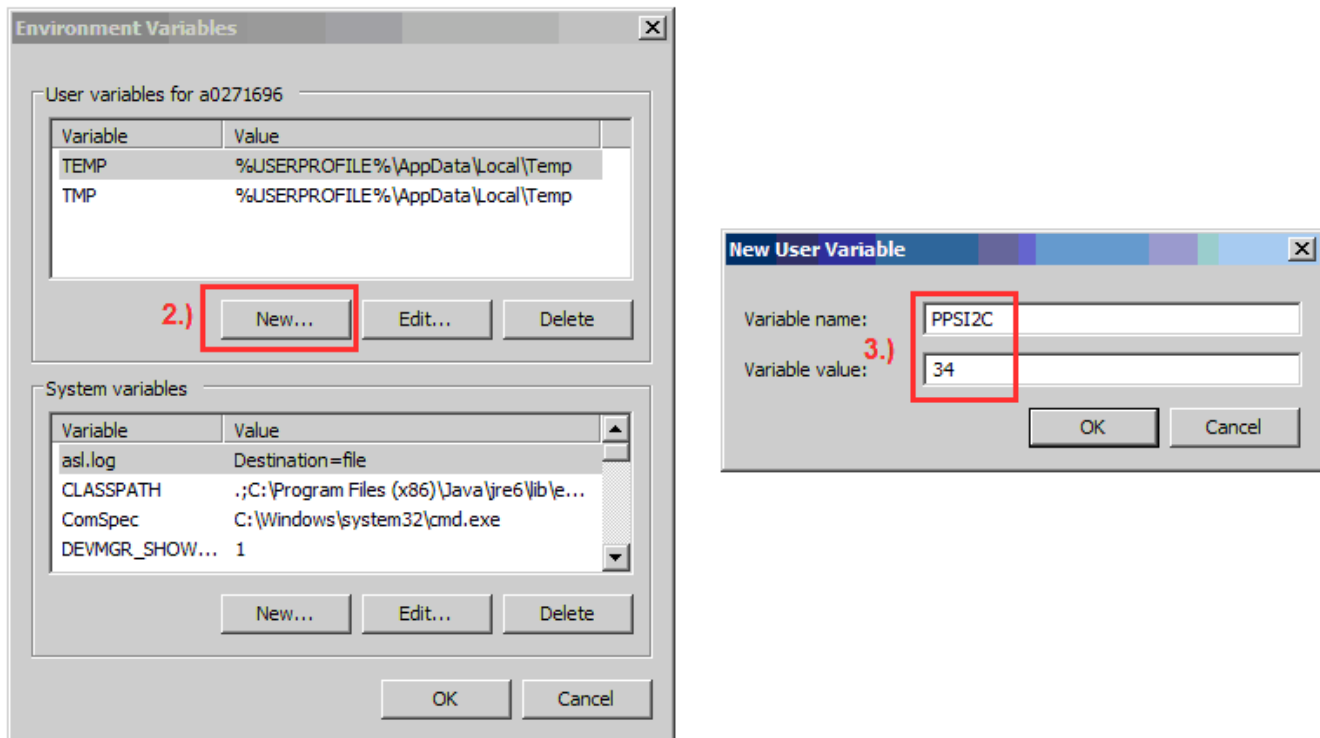 Environment Variables
User variables for a0271696
Variable Value
TEMP %USERPROFILE%\AppData\Local\Temp
TMP %USERPROFILE%\AppData\Local\Temp
2.) New... Edit... Delete
System variables
Variable Value
asl.log Destination=file
CLASSPATH .;C:\Program Files (x86)\Java\jre6\lib\e...
ComSpec C:\Windows\system32\cmd.exe
DEVMGR_SHOW... 1
New... Edit... Delete
OK Cancel
New User Variable
Variable name: PPSI2C
3.)
Variable value: 34
OK Cancel